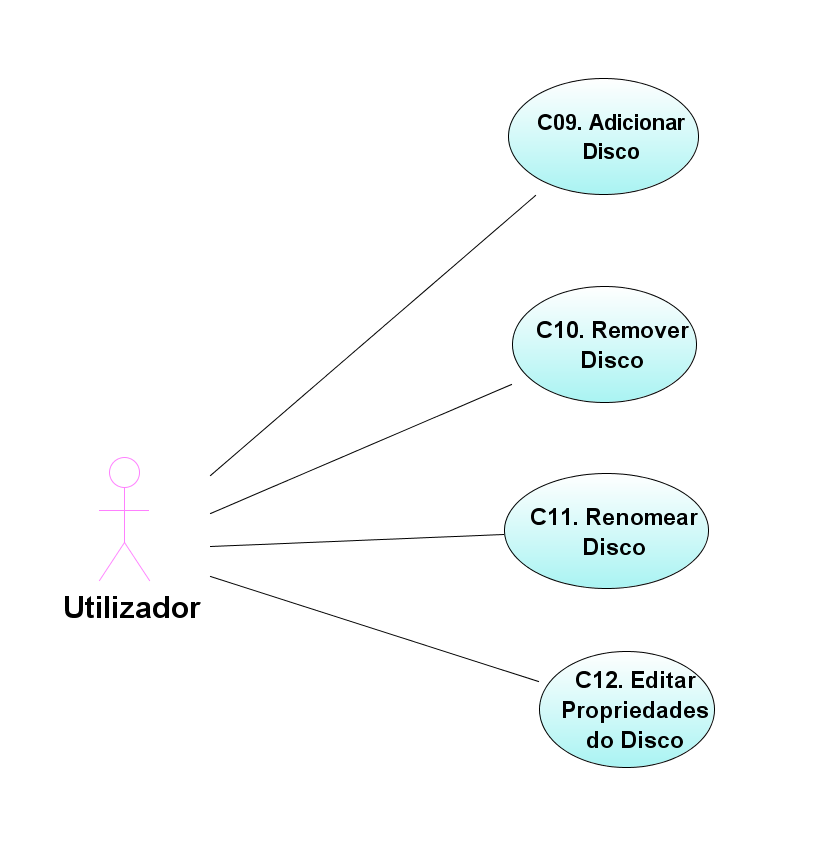 C09. Adicionar
Disco
C10. Remover
Disco
C11. Renomear
Disco
Utilizador
C12. Editar
Propriedades
do Disco